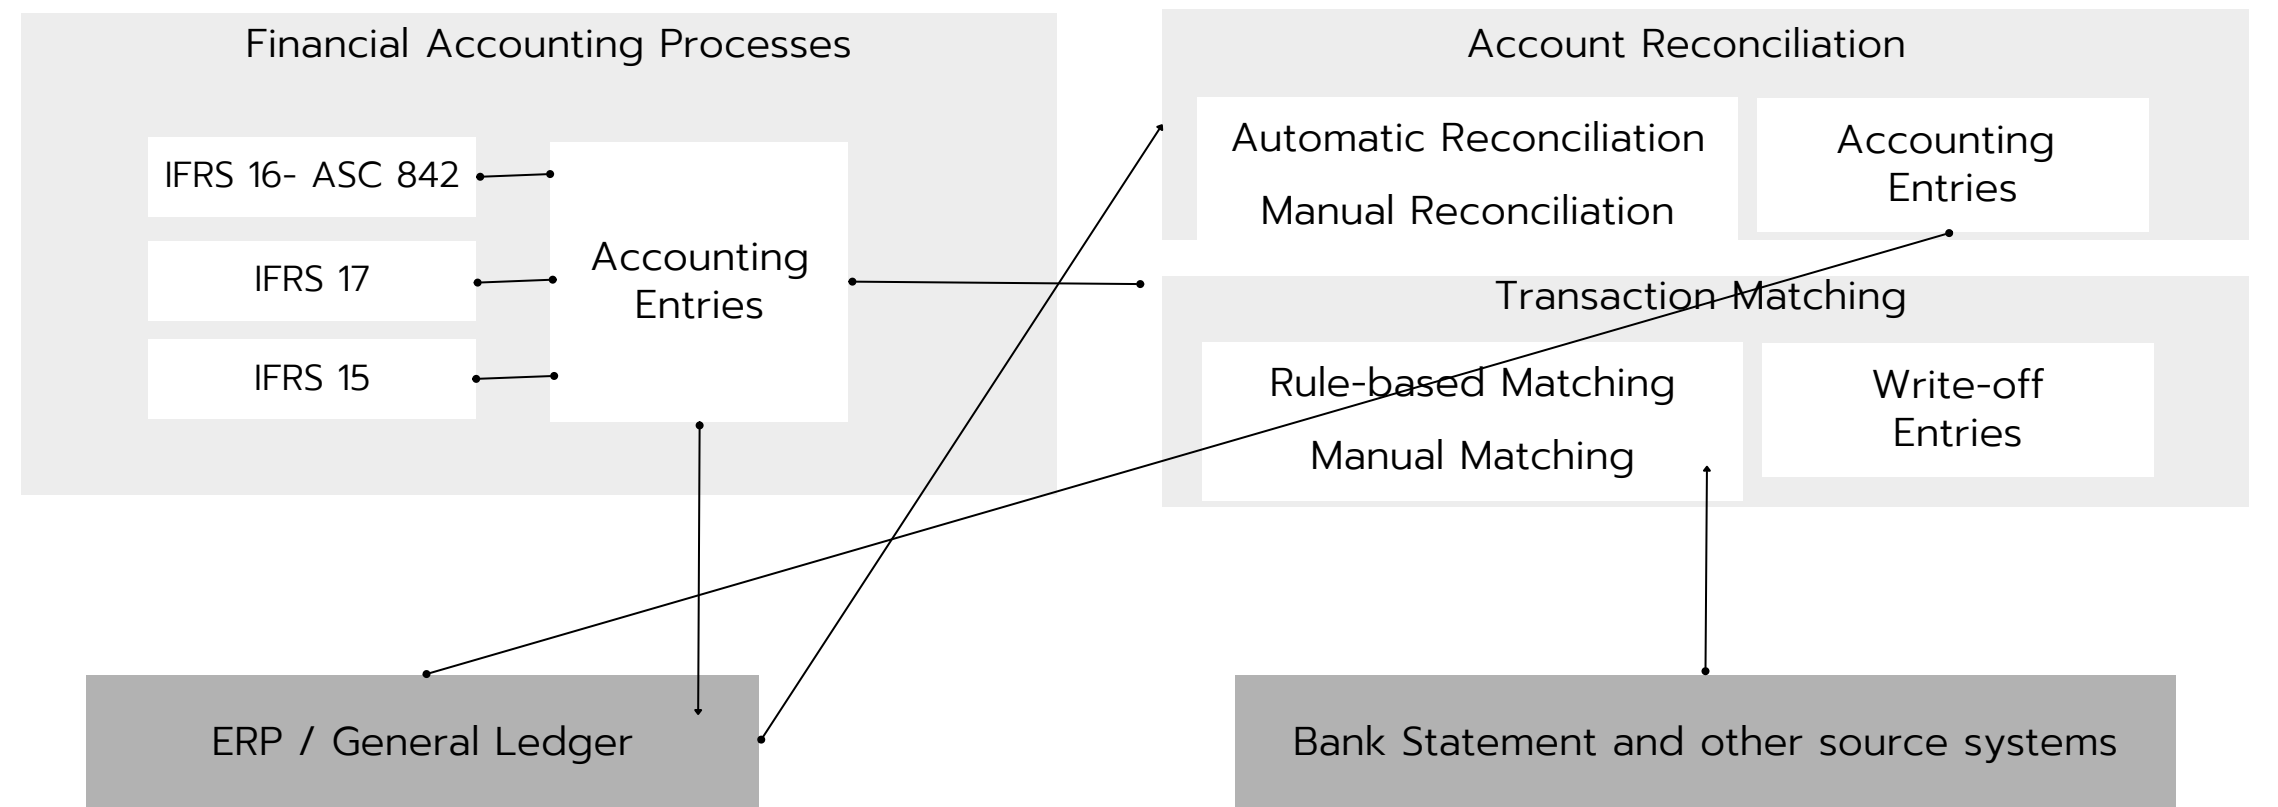 Financial Accounting Processes
IFRS 16- ASC 842
IFRS 17
IFRS 15
Accounting
Entries
Account Reconciliation
Automatic Reconciliation
Manual Reconciliation
Accounting
Entries
Transaction Matching
Rule-based Matching
Manual Matching
Write-off
Entries
ERP / General Ledger
Bank Statement and other source systems